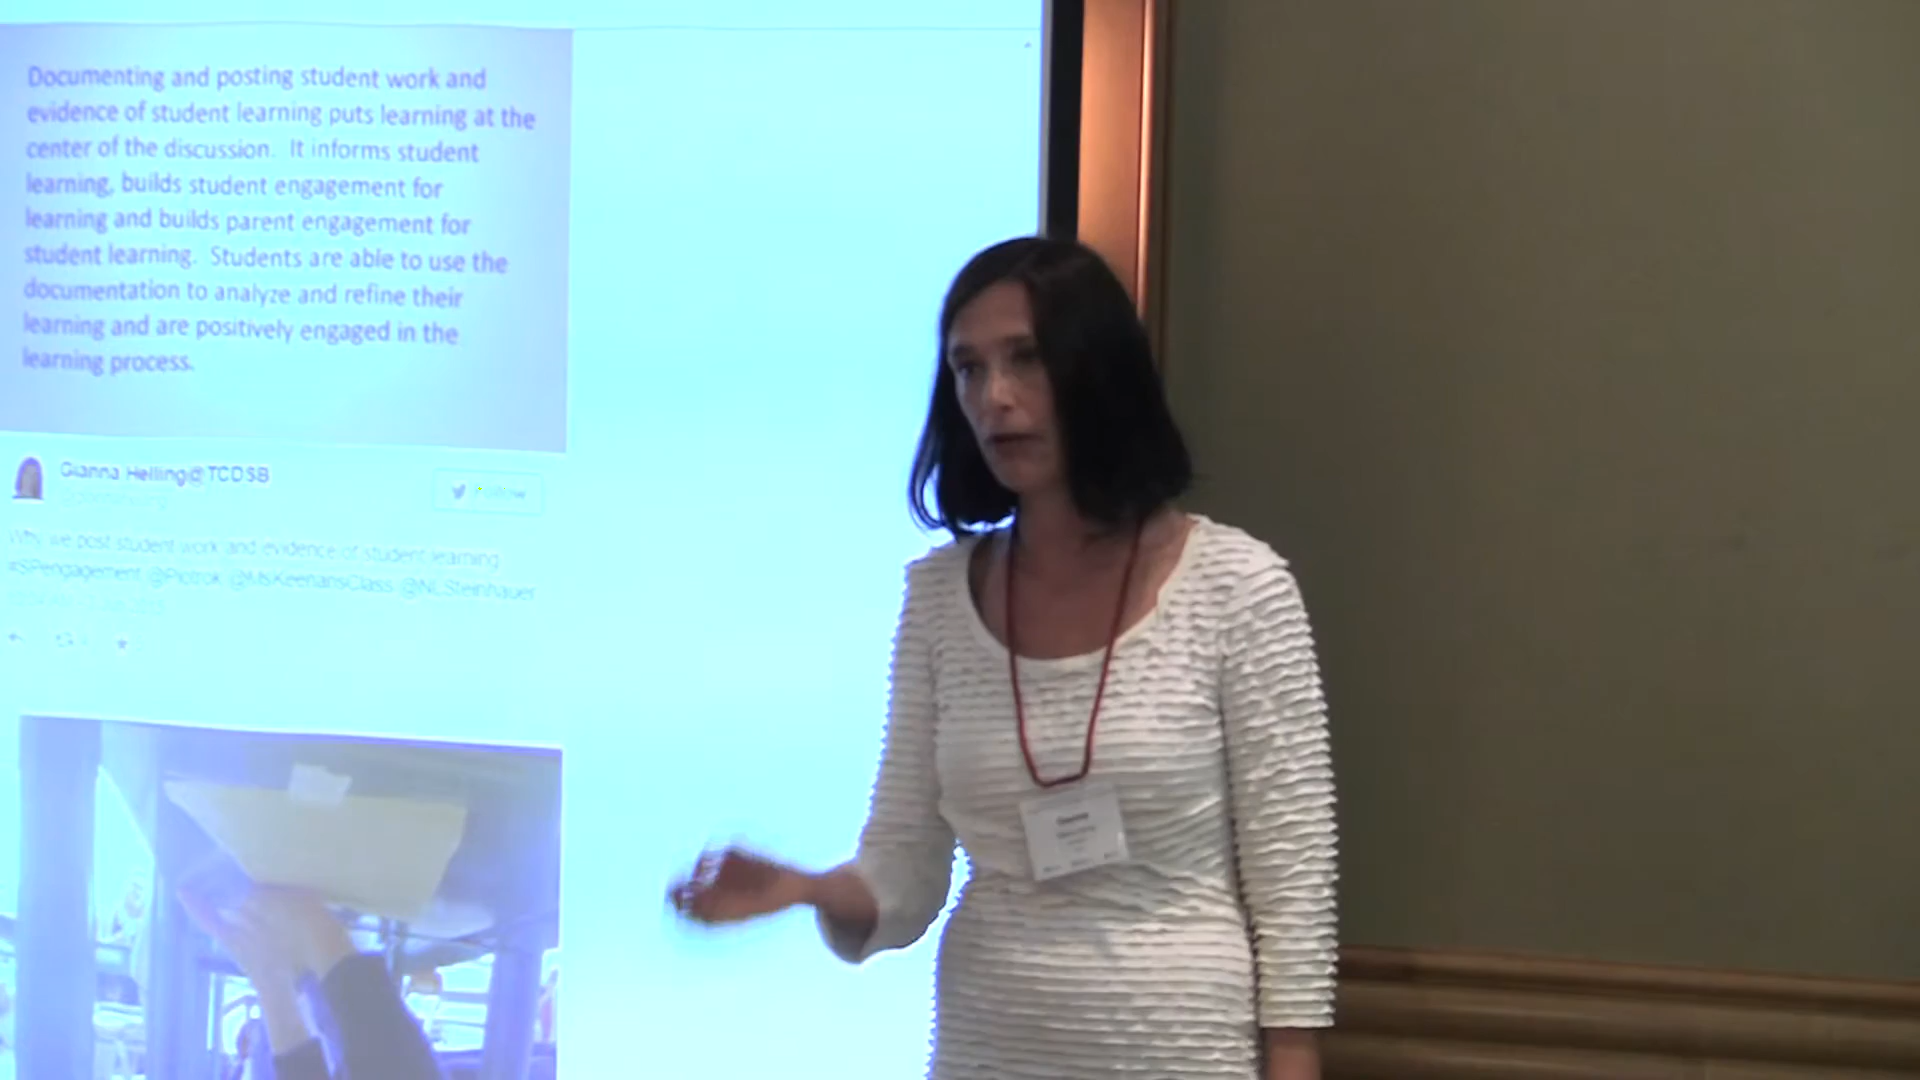 Documenting and posting student work and
evidence of student learning puts learning at the
center of the discussion. It informs student
learning, builds student engagement for
learning and builds parent engagement for
student learning. Students are able to use the
documentation to analyze and refine their
learning and are positively engaged in the
learning process.
Gianna Helling@TCDSB
Follow
Why we post student work and evidence of student learning
#SPengagement @Piotrok @MsKeenansClass @NLSteinhauer